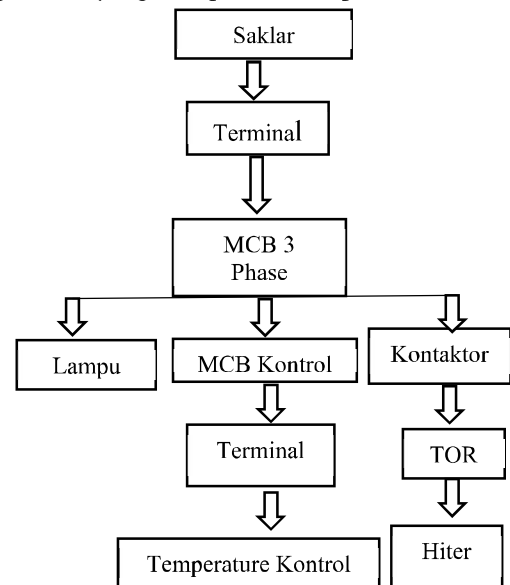 Saklar
Terminal
MCB 3
Phase
Lampu
MCB Kontrol
Kontaktor
Terminal
TOR
Temperature Kontrol
Hiter